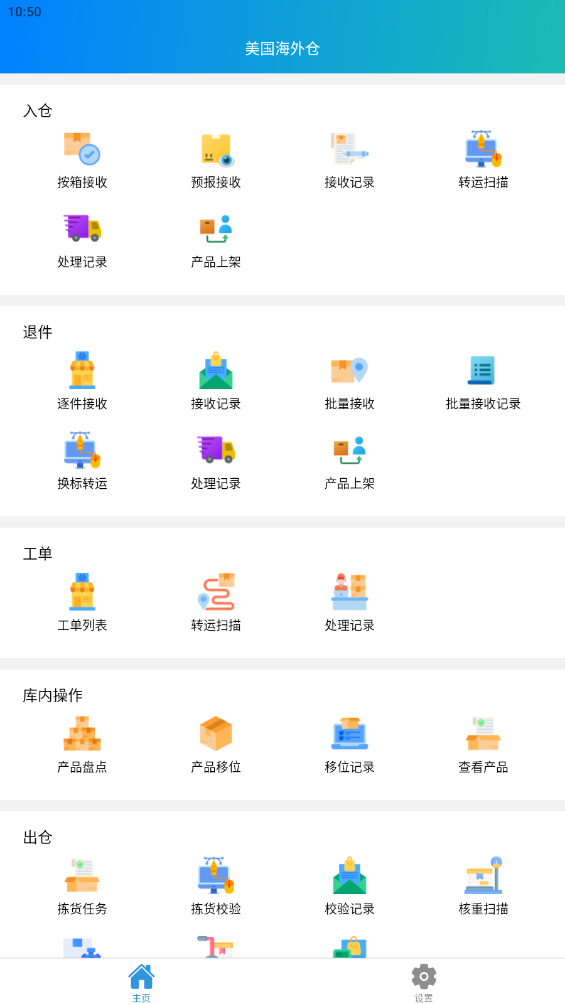 10:50
美国海外仓
入仓
按箱接收 预报接收 接收记录 转运扫描
处理记录 产品上架
退件
逐件接收 接收记录 批量接收 批量接收记录
换标转运 处理记录 产品上架
工单
工单列表 转运扫描 处理记录
库内操作
产品盘点 产品移位 移位记录 查看产品
出仓
拣货任务 拣货校验 校验记录 核重扫描
主页 设置